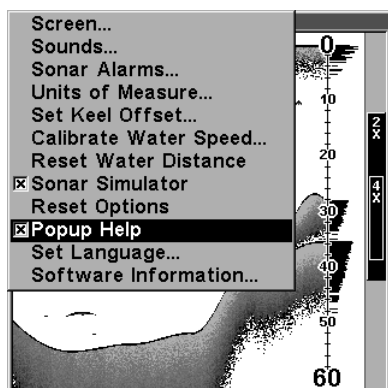 Screen...
Sounds...
Sonar Alarms...
Units of Measure...
Set Keel Offset...
Calibrate Water Speed...
Reset Water Distance
Sonar Simulator
Reset Options
Popup Help
Set Language...
Software Information...
0
10
20
30
40
50
60
2X
4X